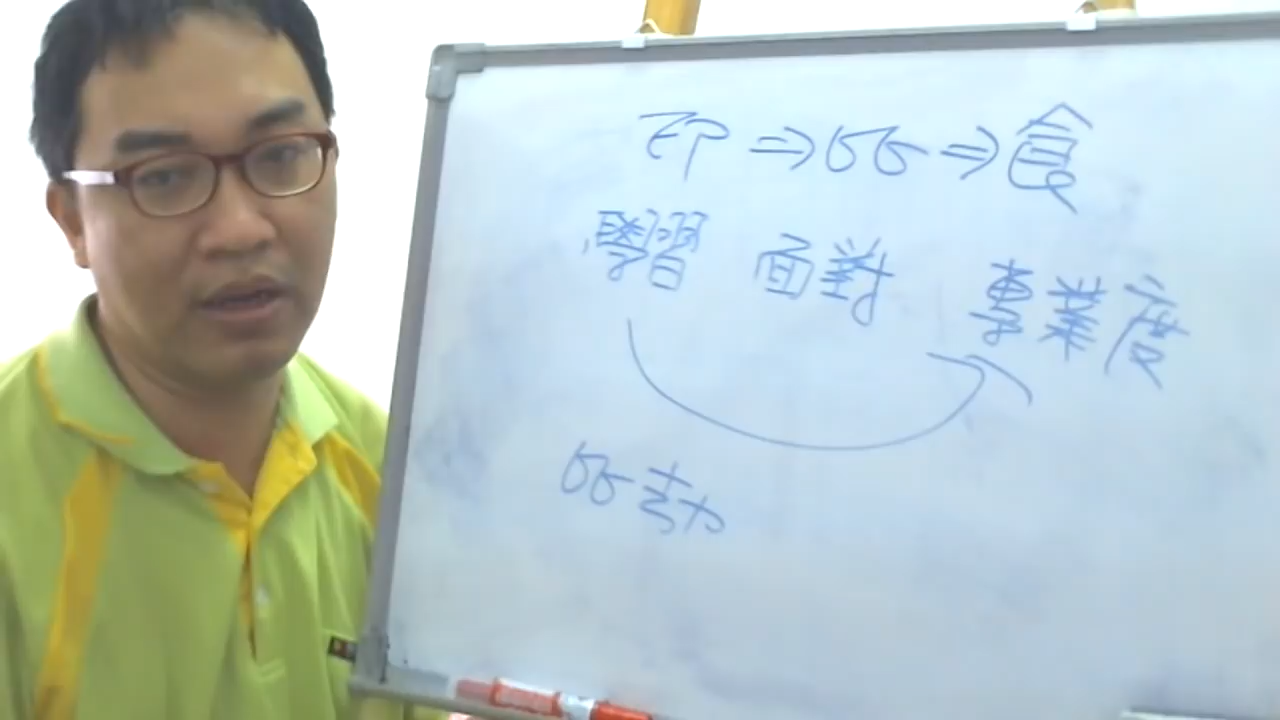 印⇒比⇒食
學習 面對 專業度
比劫